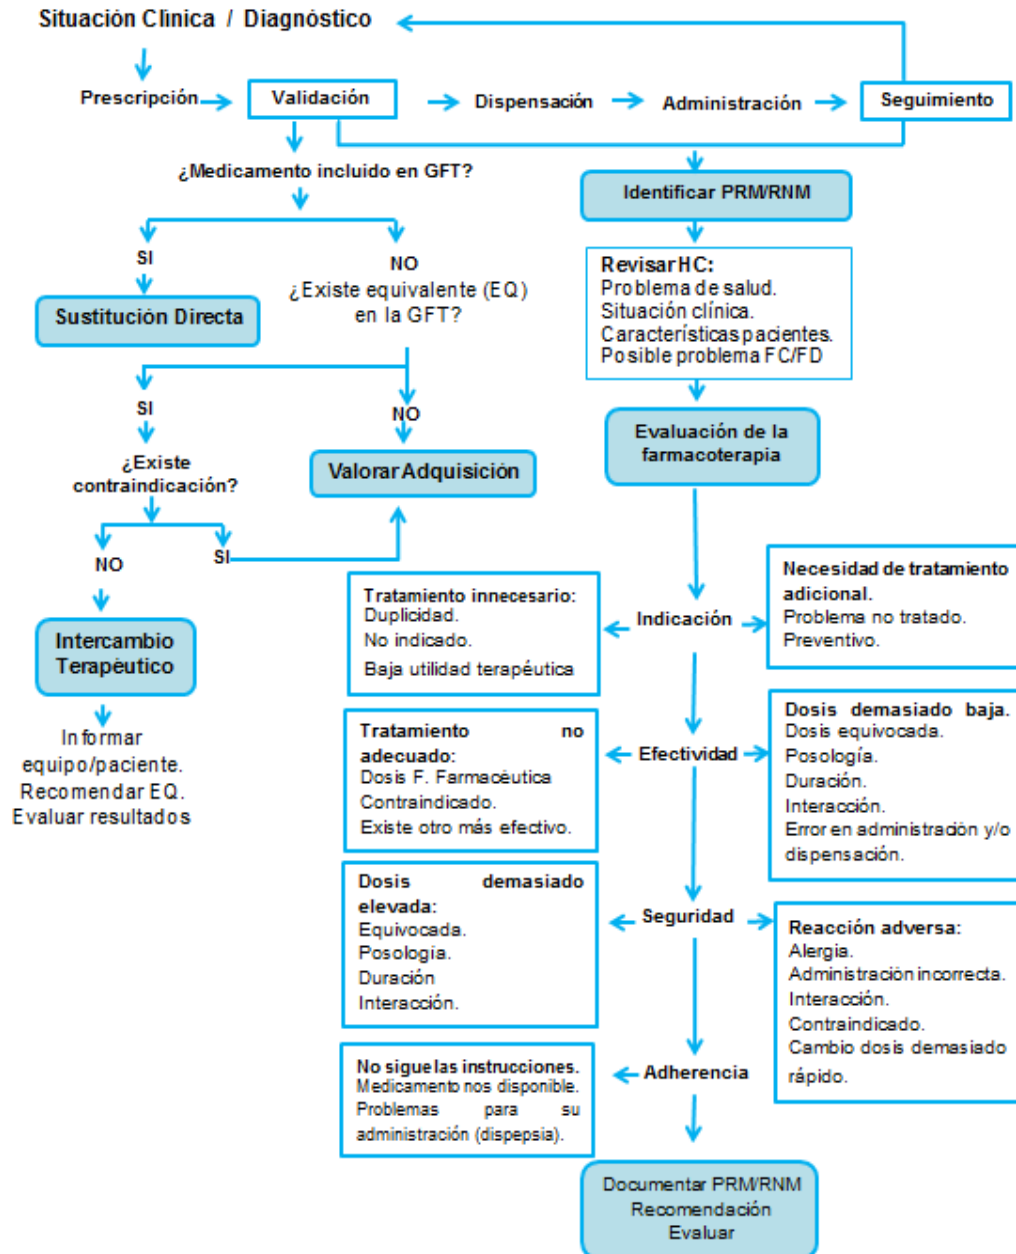 Situación Clínica / Diagnóstico
Prescripción
Validación
Dispensación
Administración
Seguimiento
¿Medicamento incluido en GFT?
SI
Sustitución Directa
NO
¿Existe equivalente (EQ)
en la GFT?
SI
¿Existe
contraindicación?
NO
Valorar Adquisición
NO
SI
Intercambio
Terapéutico
Informar
equipo/paciente.
Recomendar EQ.
Evaluar resultados
Identificar PRM/RNM
Revisar HC:
Problema de salud.
Situación clínica.
Características pacientes.
Posible problema FC/FD
Evaluación de la
farmacoterapia
Indicación
Tratamiento innecesario:
Duplicidad.
No indicado.
Baja utilidad terapéutica
Necesidad de tratamiento
adicional.
Problema no tratado.
Preventivo.
Efectividad
Tratamiento no
adecuado:
Dosis F. Farmacéutica
Contraindicado.
Existe otro más efectivo.
Dosis demasiado baja.
Dosis equivocada.
Posología.
Duración.
Interacción.
Error en administración y/o
dispensación.
Seguridad
Dosis demasiado
elevada:
Equivocada.
Posología.
Duración
Interacción.
Reacción adversa:
Alergia.
Administración incorrecta.
Interacción.
Contraindicado.
Cambio dosis demasiado
rápido.
Adherencia
No sigue las instrucciones.
Medicamento nos disponible.
Problemas para su
administración (dispepsia).
Documentar PRM/RNM
Recomendación
Evaluar